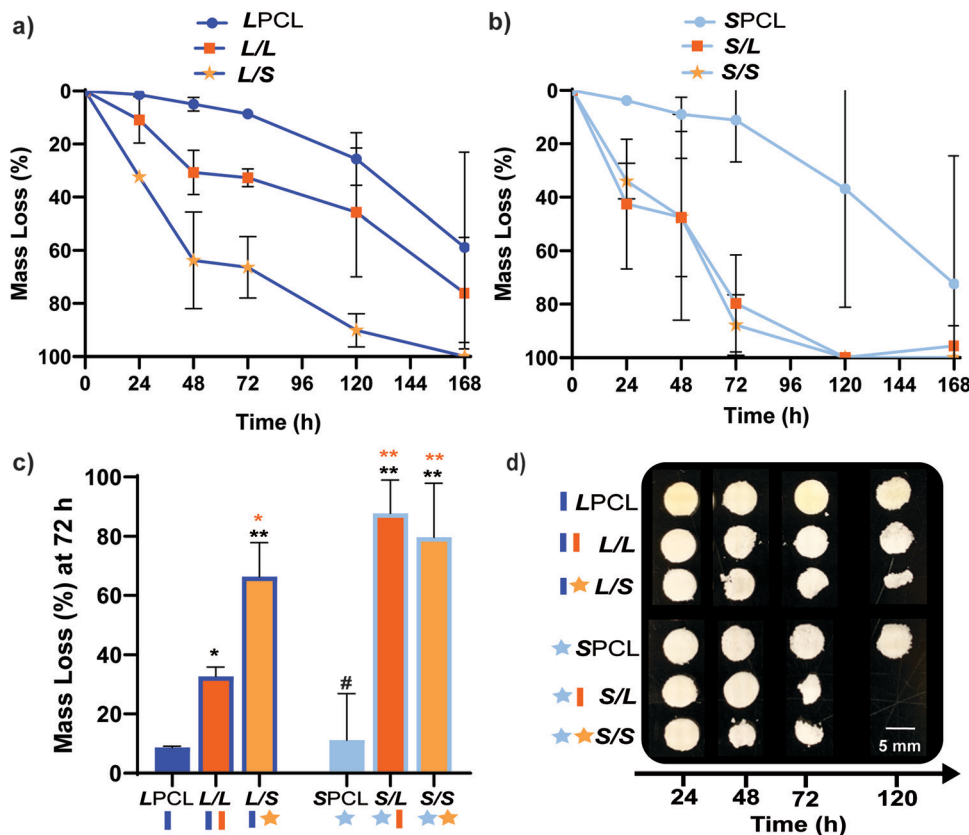 a)
LPCL
L/L
L/S
0
20
40
60
80
100
Mass Loss (%)
0 24 48 72 96 120 144 168
Time (h)
b)
SPCL
S/L
S/S
0
20
40
60
80
100
Mass Loss (%)
0 24 48 72 96 120 144 168
Time (h)
c)
100
80
60
40
20
0
Mass Loss (%) at 72 h
*
*
**
#
**
**
**
**
LPCL L/L L/S SPCL S/L S/S
d)
LPCL
L/L
L/S
SPCL
S/L
S/S
5 mm
24 48 72 120
Time (h)